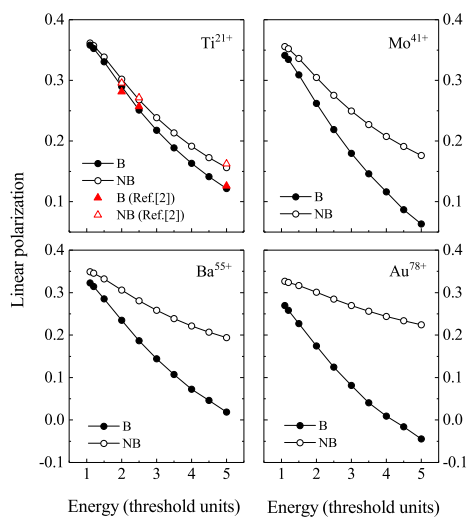 Linear polarization
0.4
0.3
0.2
0.1
Ti21+
B
NB
B (Ref.[2])
NB (Ref.[2])
0.4
0.3
0.2
0.1
Mo41+
B
NB
0.4
0.3
0.2
0.1
0.0
-0.1
Ba55+
B
NB
1 2 3 4 5
Energy (threshold units)
0.4
0.3
0.2
0.1
0.0
-0.1
Au78+
B
NB
1 2 3 4 5
Energy (threshold units)